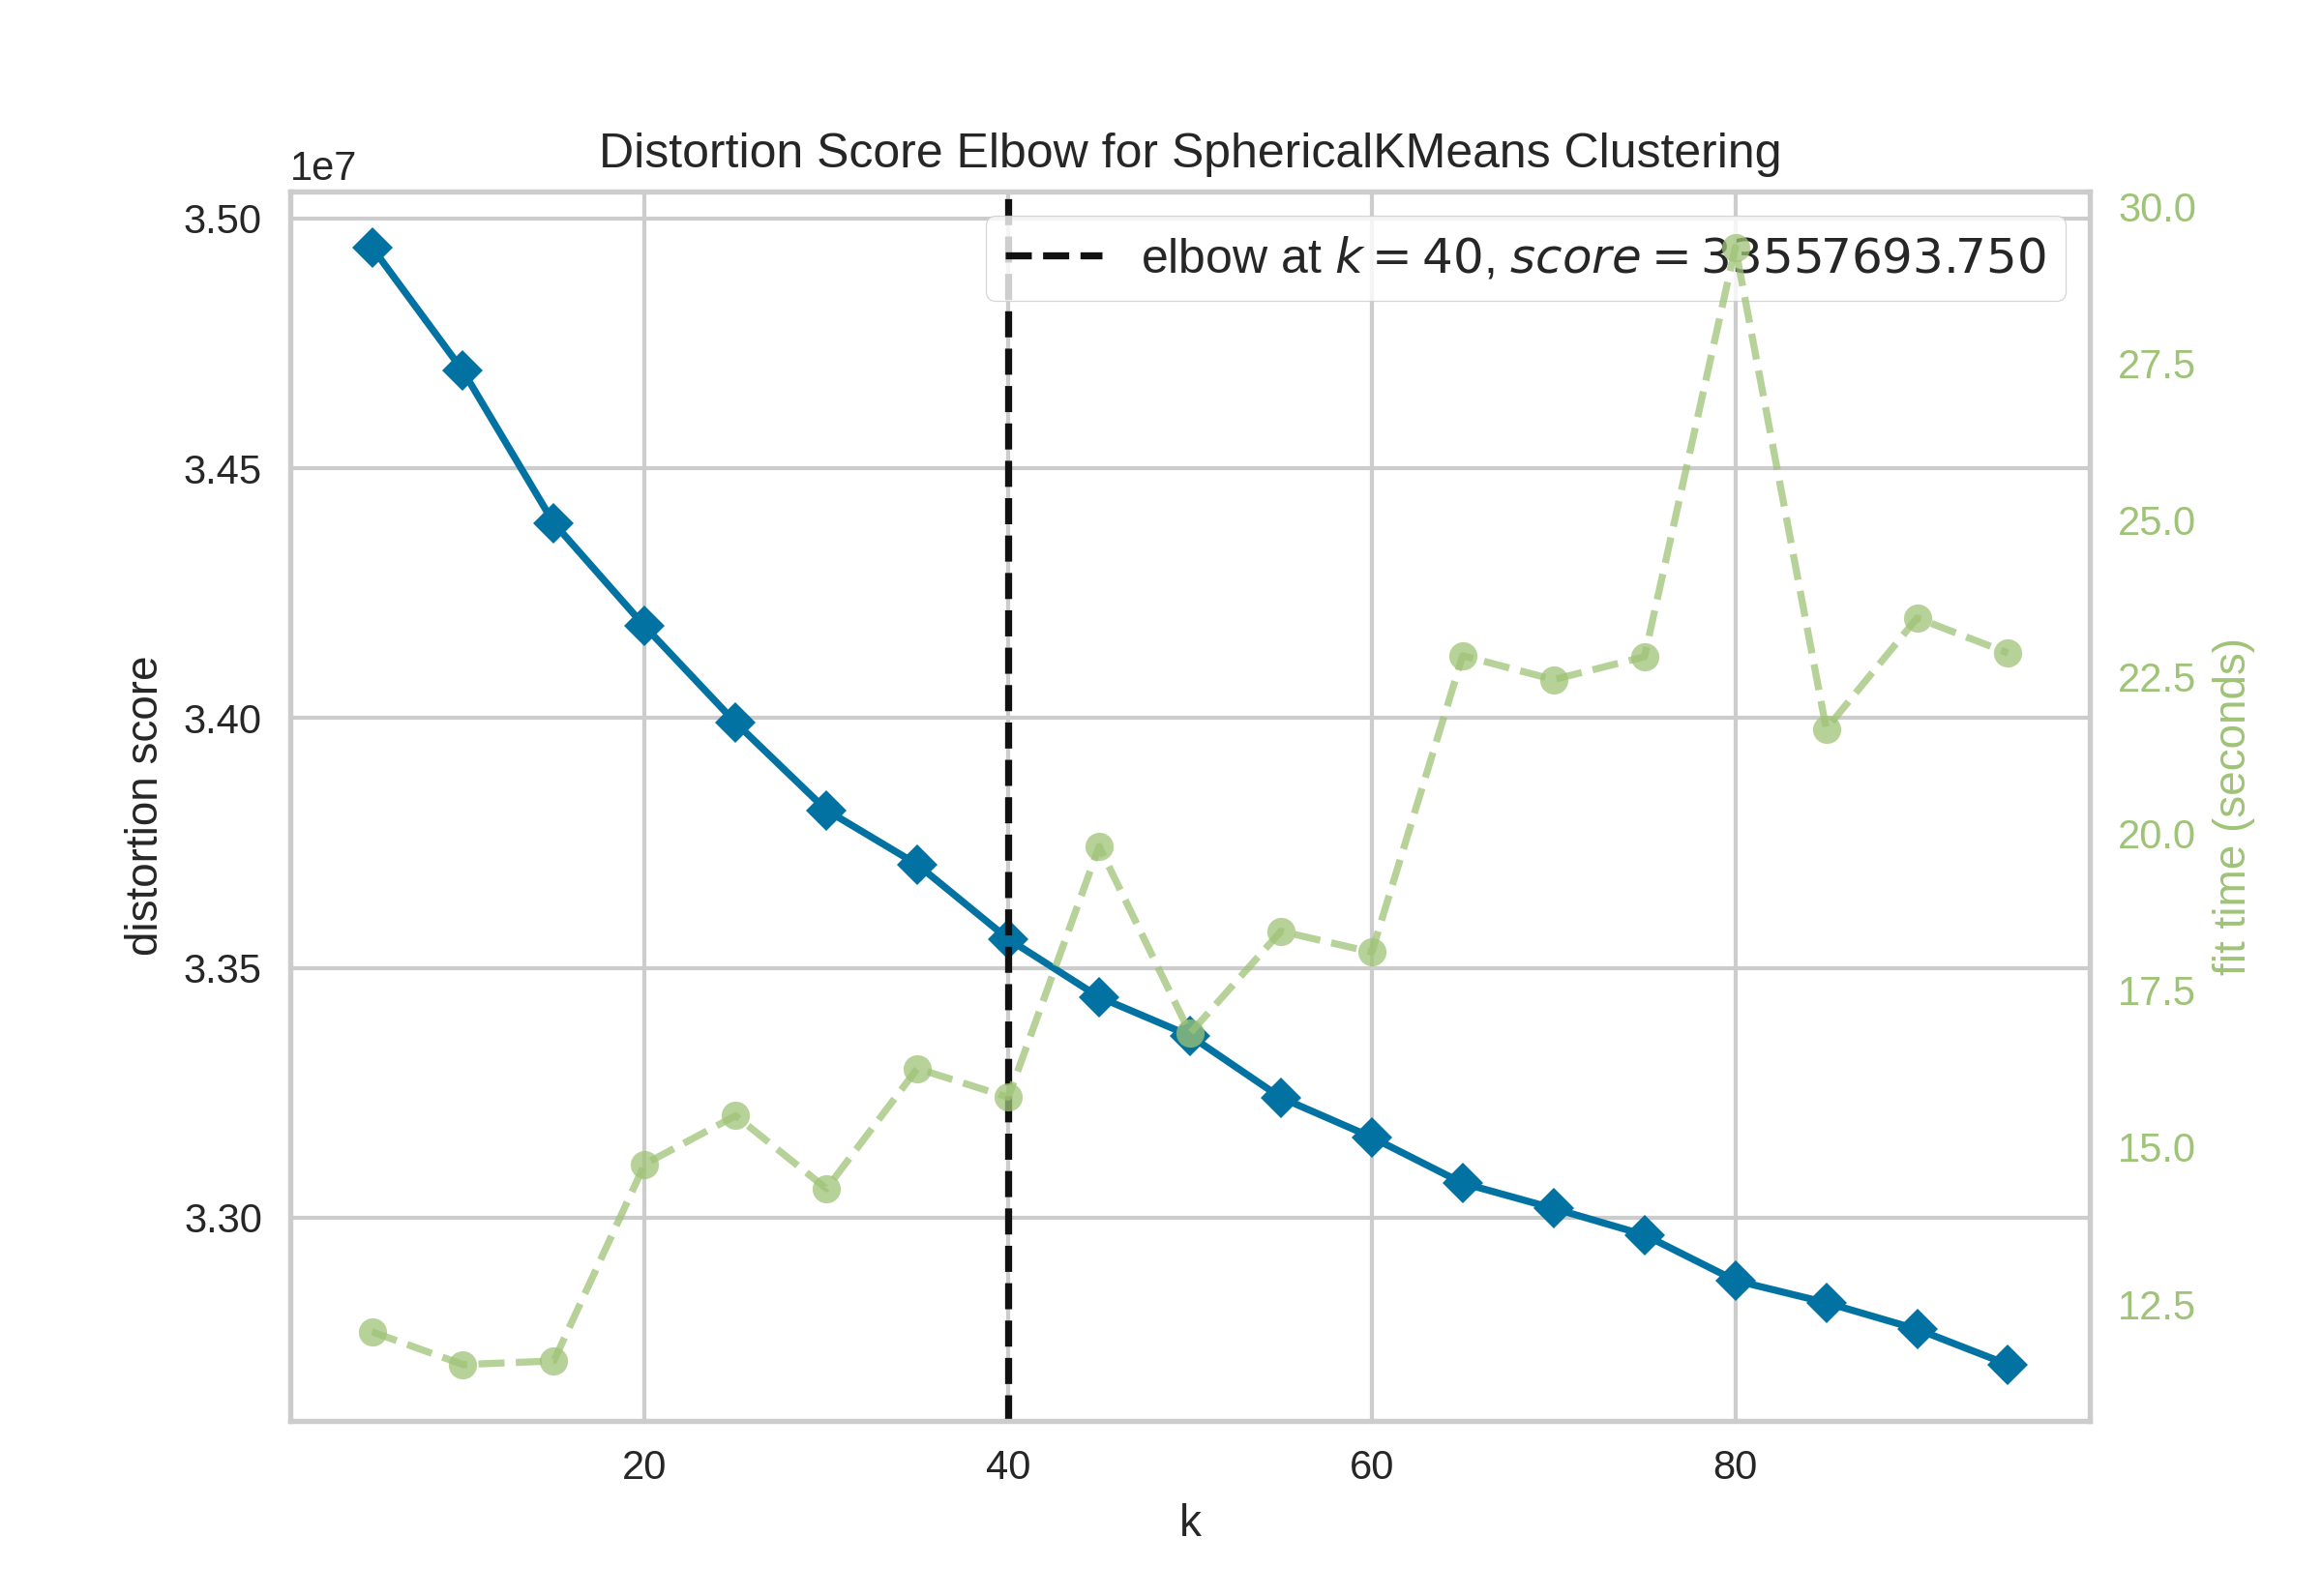 Distortion Score Elbow for SphericalKMeans Clustering
1e7
elbow at k = 40, score = 33557693.750
3.50
3.45
3.40
3.35
3.30
distortion score
30.0
27.5
25.0
22.5
20.0
17.5
15.0
12.5
fit time (seconds)
20 40 60 80
k